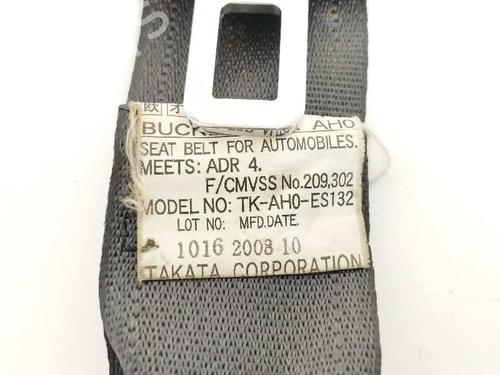 AH0
SEAT BELT FOR AUTOMOBILES.
MEETS: ADR 4.
F/CMVSS No.209,302
MODEL NO: TK-AH0-ES132
LOT NO: MFD.DATE.
1016 2008 10
TAKATA CORPORATION